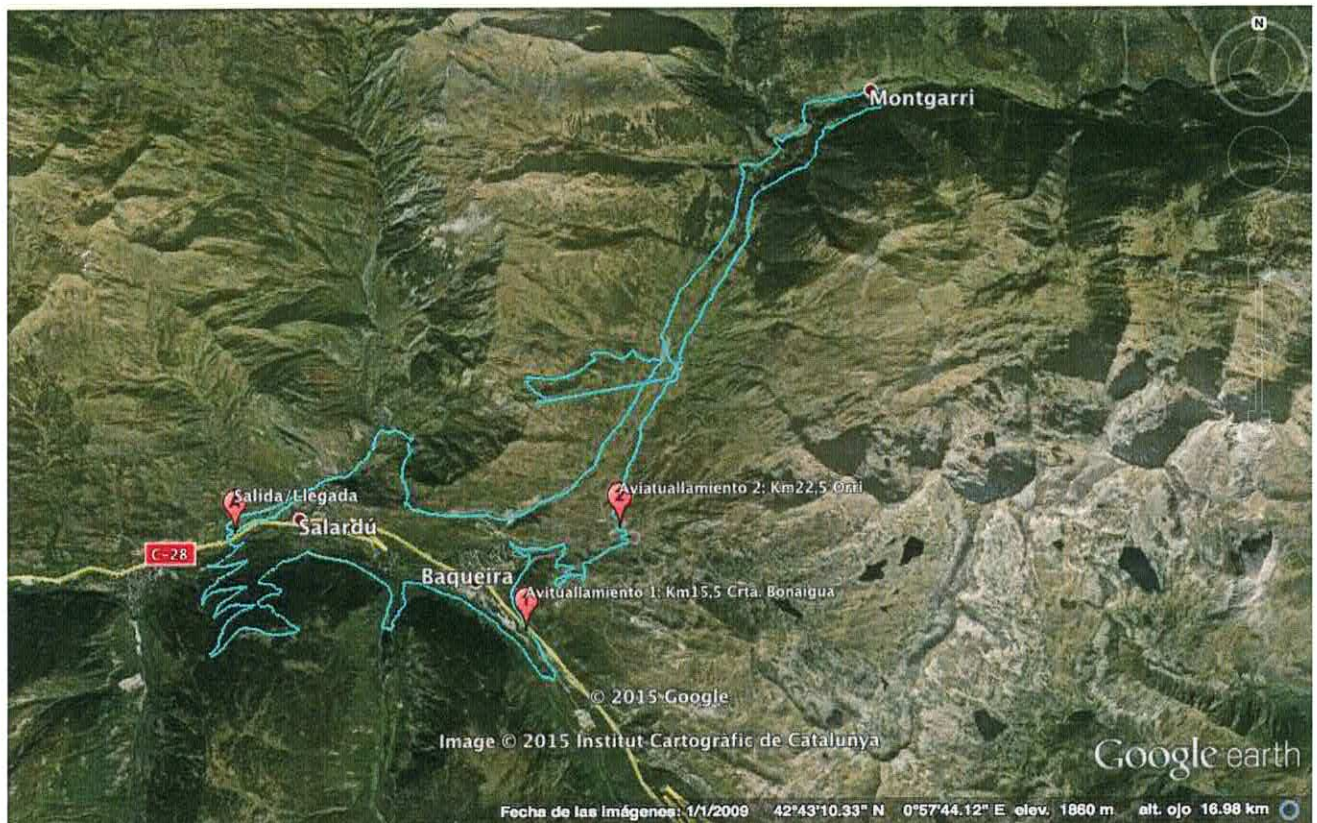 N
Montgarri
Salida/Llegada
Aviatuallamiento 2: Km22,5 Orri
Salardú
C-28
Baqueira
Avituallamiento 1: Km15,5 Crta. Bonaigua
© 2015 Google
Image © 2015 Institut Cartogràfic de Catalunya
Google earth
Fecha de las imágenes: 1/1/2009 42°43'10.33" N 0°57'44.12" E elev. 1860 m alt. ojo 16.98 km